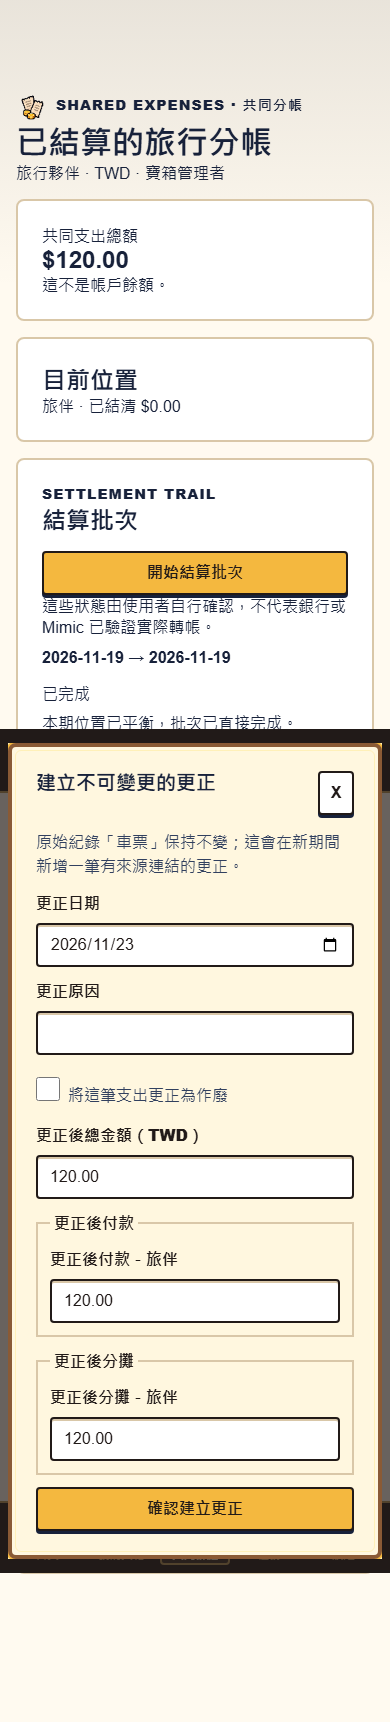 SHARED EXPENSES · 共同分帳
已結算的旅行分帳
旅行夥伴 · TWD · 寶箱管理者
共同支出總額
$120.00
這不是帳戶餘額。
目前位置
旅伴 · 已結清 $0.00
SETTLEMENT TRAIL
結算批次
開始結算批次
這些狀態由使用者自行確認，不代表銀行或
Mimic 已驗證實際轉帳。
2026-11-19 → 2026-11-19
已完成
本期位置已平衡，批次已直接完成。
建立不可變更的更正
X
原始紀錄「車票」保持不變；這會在新期間
新增一筆有來源連結的更正。
更正日期
2026/11/23
更正原因
將這筆支出更正為作廢
更正後總金額（TWD）
120.00
更正後付款
更正後付款 - 旅伴
120.00
更正後分攤
更正後分攤 - 旅伴
120.00
確認建立更正